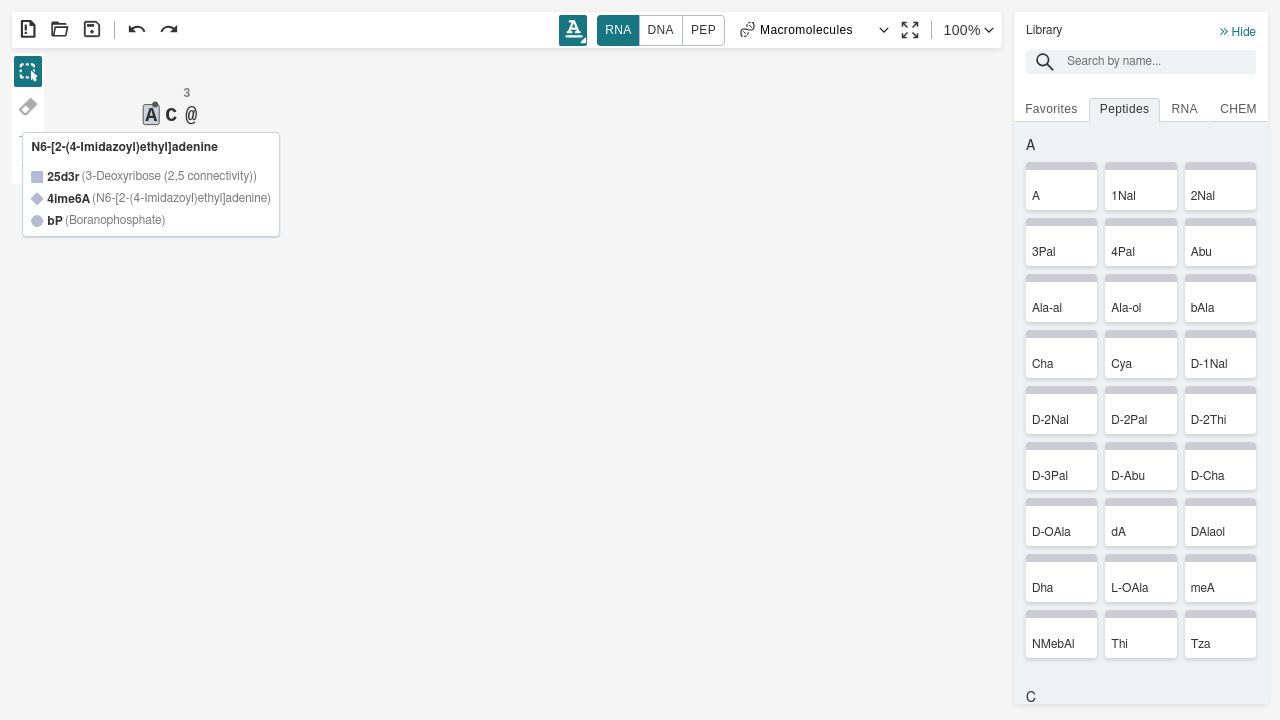 A RNA DNA PEP Macromolecules 100%
3
A C @
N6-[2-(4-Imidazoyl)ethyl]adenine
25d3r (3-Deoxyribose (2,5 connectivity))
4ime6A (N6-[2-(4-Imidazoyl)ethyl]adenine)
bP (Boranophosphate)
Library
Hide
Search by name...
Favorites Peptides RNA CHEM
A
A 1Nal 2Nal
3Pal 4Pal Abu
Ala-al Ala-ol bAla
Cha Cya D-1Nal
D-2Nal D-2Pal D-2Thi
D-3Pal D-Abu D-Cha
D-OAla dA DAlaol
Dha L-OAla meA
NMebAl Thi Tza
C